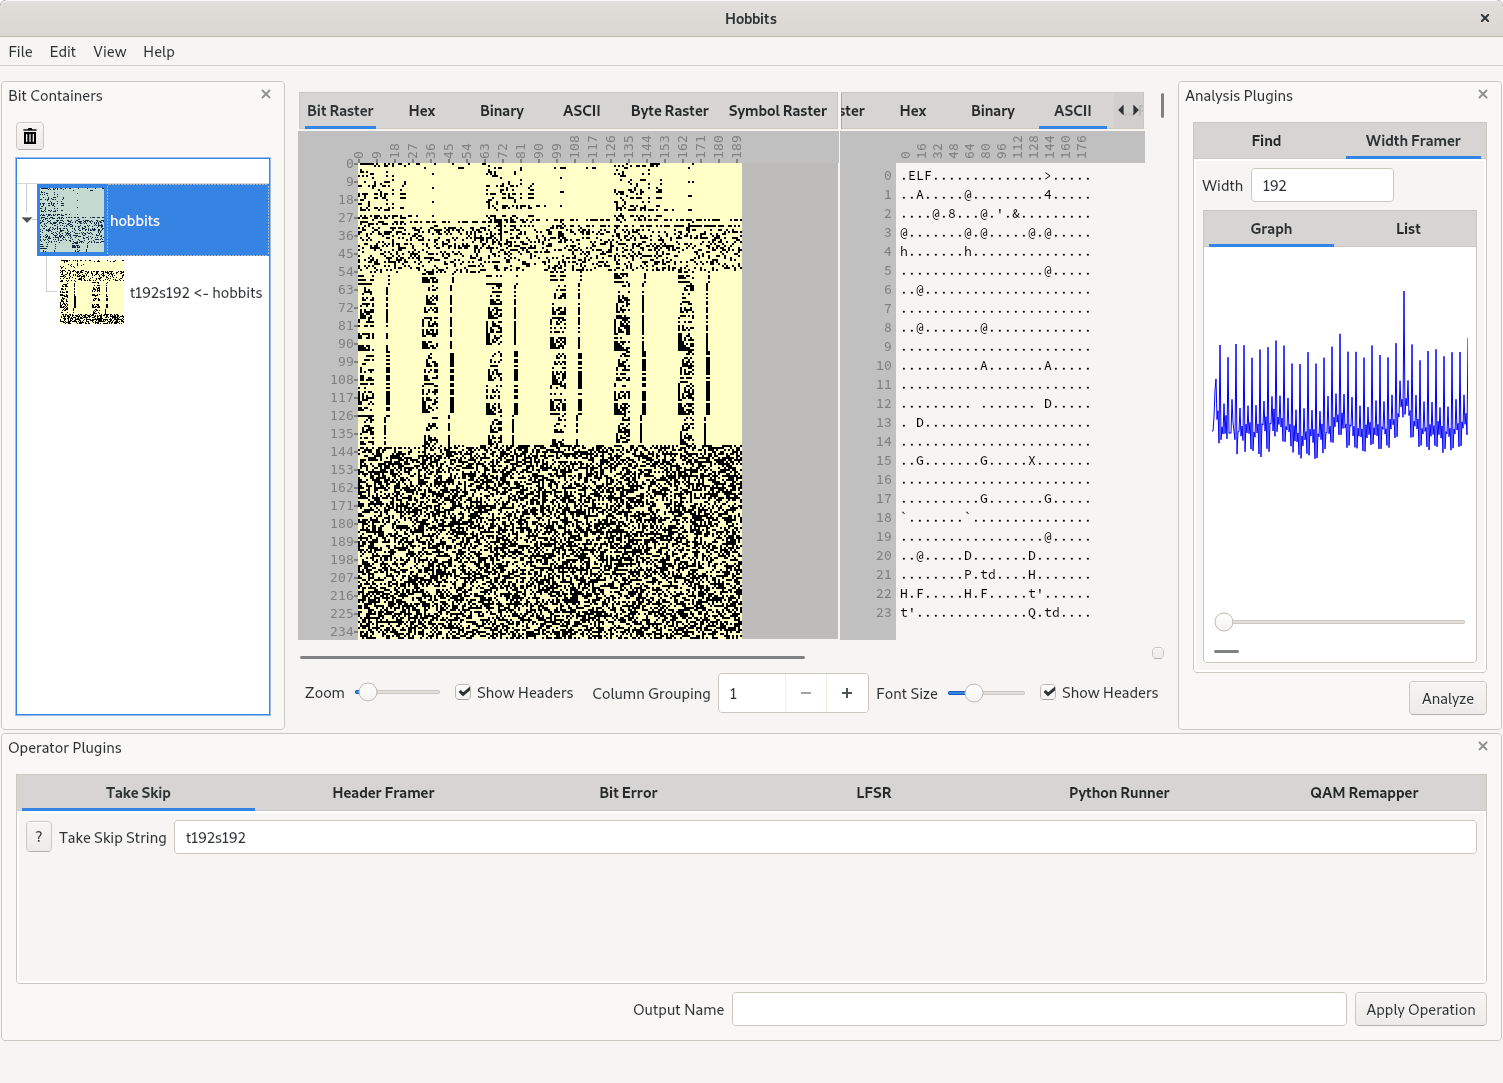 Hobbits
File Edit View Help
Bit Containers
hobbits
t192s192 <- hobbits
Bit Raster Hex Binary ASCII Byte Raster Symbol Raster
0 9 18 27 36 45 54 63 72 81 90 99 108 117 126 135 144 153 162 171 180 189
0
9
18
27
36
45
54
63
72
81
90
99
108
117
126
135
144
153
162
171
180
189
198
207
216
225
234
Zoom Show Headers Column Grouping 1
ster Hex Binary ASCII
0 16 32 48 64 80 96 112 128 144 160 176
0 .ELF..............>.....
1 ..A.....@.........4.....
2 ....@.8...@.'.&.........
3 @.......@.@.....@.@.....
4 h.......h...............
5 ..................@.....
6 ..@.....................
7 ........................
8 ..@.......@.............
9 ........................
10 ..........A.......A.....
11 ........................
12 ......... ....... D.....
13 . D.....................
14 ........................
15 ..G.......G.....X.......
16 ........................
17 ..........G.......G.....
18 `.......`...............
19 ..................@.....
20 ..@.....D.......D.......
21 ........P.td....H.......
22 H.F.....H.F.....t'......
23 t'..............Q.td....
Font Size Show Headers
Analysis Plugins
Find Width Framer
Width 192
Graph List
Analyze
Operator Plugins
Take Skip Header Framer Bit Error LFSR Python Runner QAM Remapper
? Take Skip String t192s192
Output Name Apply Operation